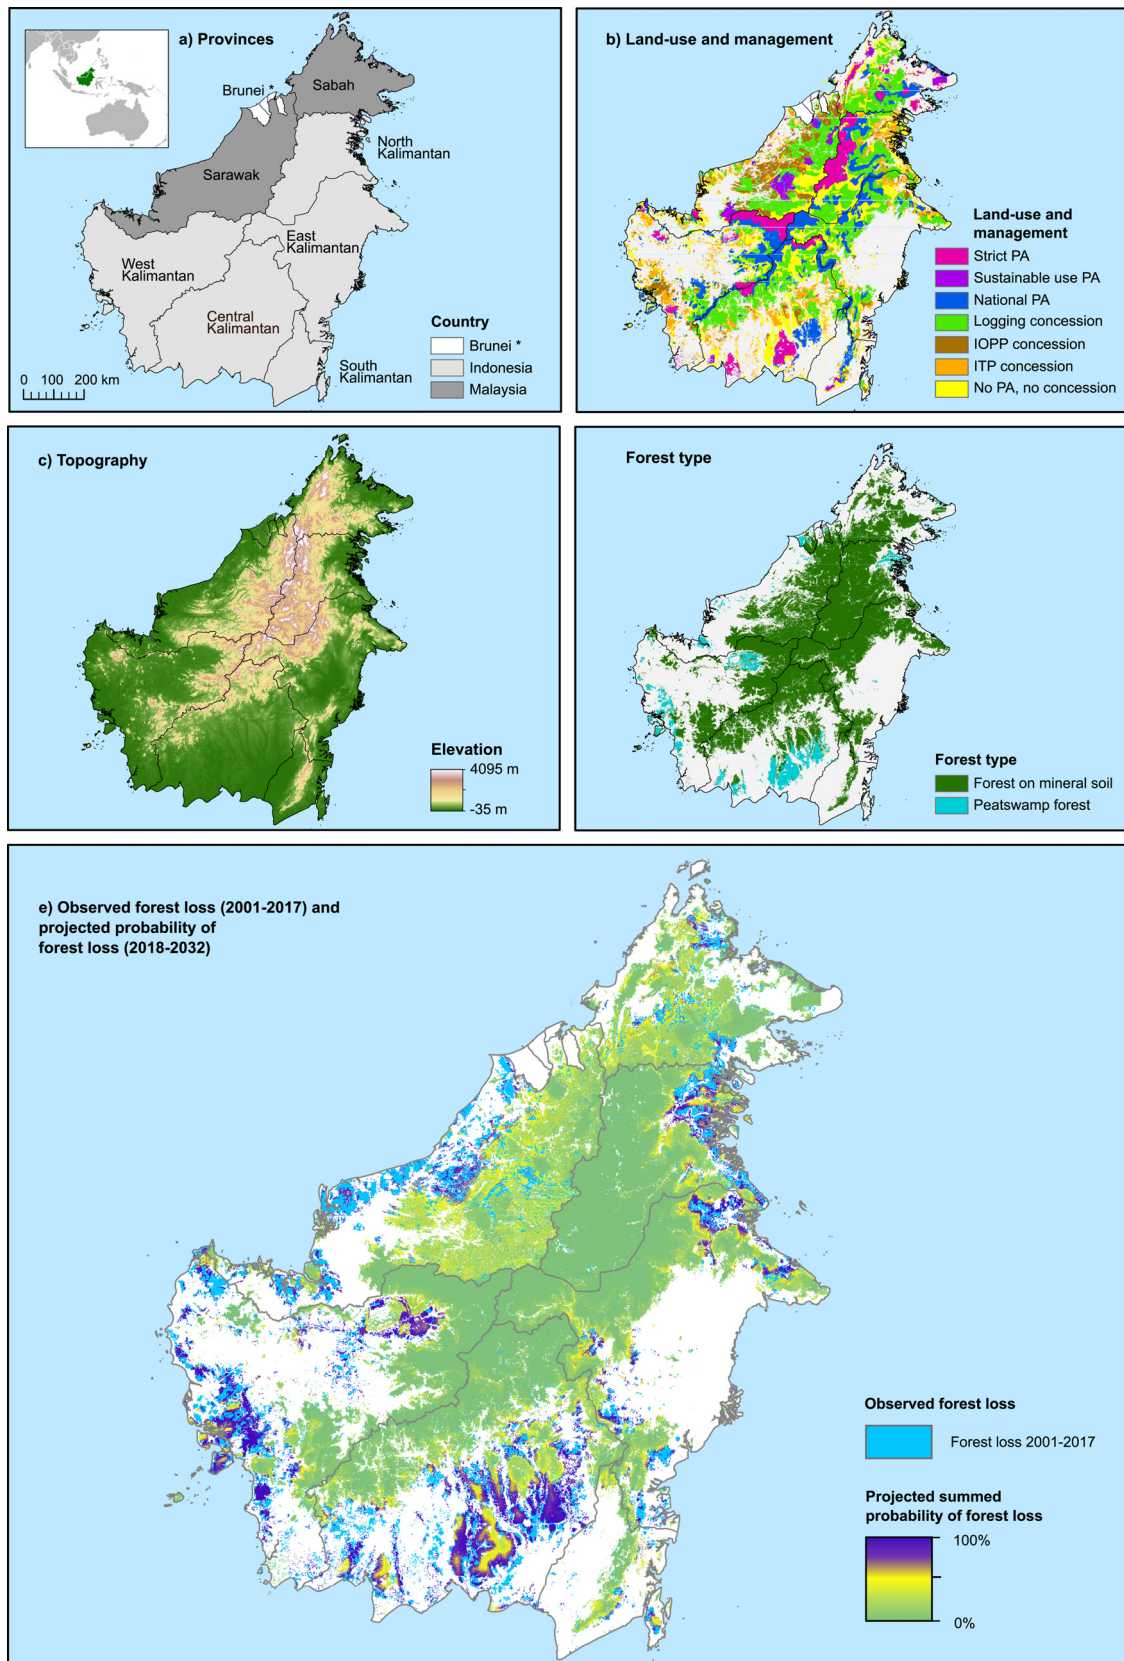 a) Provinces
Brunei *
Sabah
North
Kalimantan
Sarawak
East
Kalimantan
West
Kalimantan
Central
Kalimantan
South
Kalimantan
Country
Brunei *
Indonesia
Malaysia
0 100 200 km
b) Land-use and management
Land-use and
management
Strict PA
Sustainable use PA
National PA
Logging concession
IOPP concession
ITP concession
No PA, no concession
c) Topography
Elevation
4095 m
-35 m
Forest type
Forest type
Forest on mineral soil
Peatswamp forest
e) Observed forest loss (2001-2017) and
projected probability of
forest loss (2018-2032)
Observed forest loss
Forest loss 2001-2017
Projected summed
probability of forest loss
100%
0%